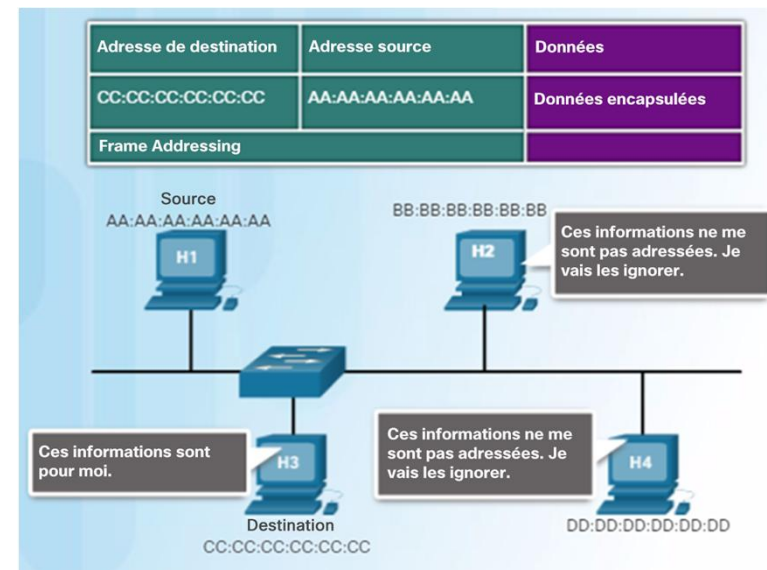 Adresse de destination
Adresse source
Données
CC:CC:CC:CC:CC:CC
AA:AA:AA:AA:AA:AA
Données encapsulées
Frame Addressing
Source
AA:AA:AA:AA:AA:AA
H1
BB:BB:BB:BB:BB:BB
H2
Ces informations ne me
sont pas adressées. Je
vais les ignorer.
Ces informations sont
pour moi.
H3
Destination
CC:CC:CC:CC:CC:CC
Ces informations ne me
sont pas adressées. Je
vais les ignorer.
H4
DD:DD:DD:DD:DD:DD